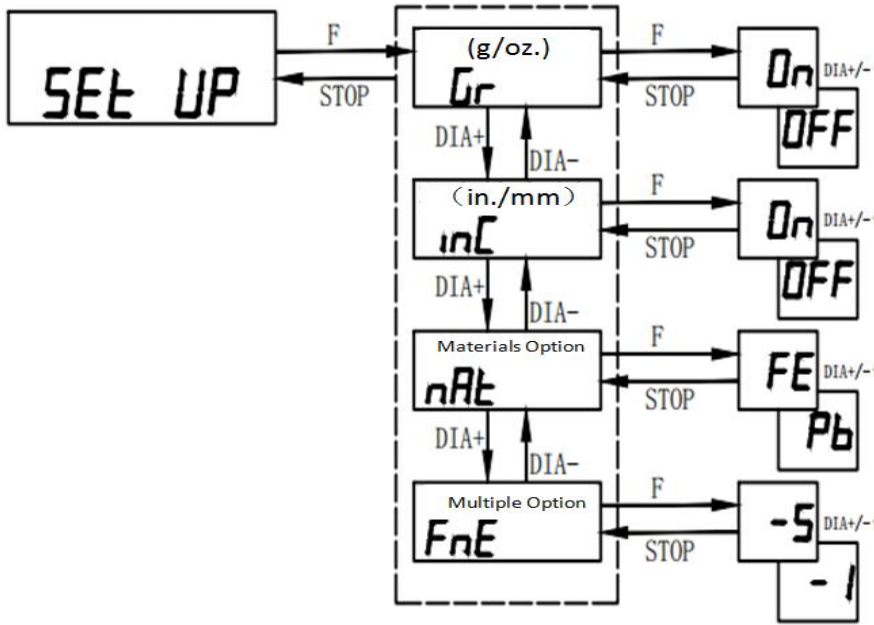 SEt UP
F
STOP
(g/oz.)
Gr
F
STOP
On
DIA+/-
OFF
DIA+
DIA-
（in./mm）
inC
F
STOP
On
DIA+/-
OFF
DIA+
DIA-
Materials Option
nAt
F
STOP
FE
DIA+/-
Pb
DIA+
DIA-
Multiple Option
FnE
F
STOP
-5
DIA+/-
-1